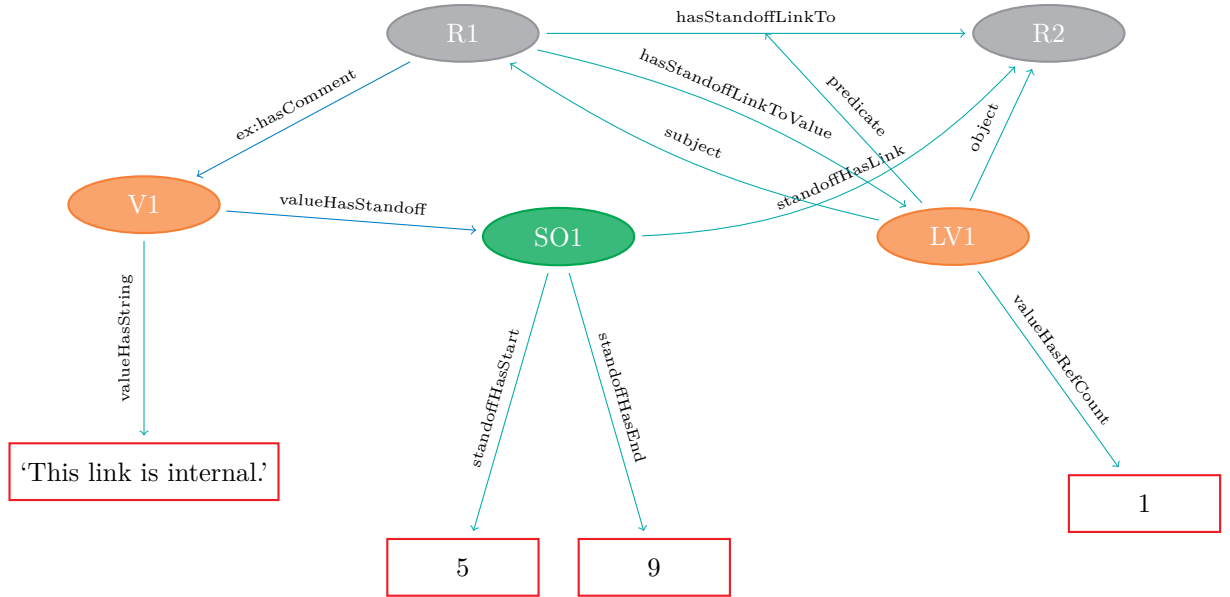 hasStandoffLinkTo
R1
R2
hasStandoffLinkToValue
predicate
ex:hasComment
subject
object
standoffHasLink
V1
valueHasStandoff
SO1
LV1
valueHasString
standoffHasStart
standoffHasEnd
valueHasRefCount
‘This link is internal.’
1
5
9